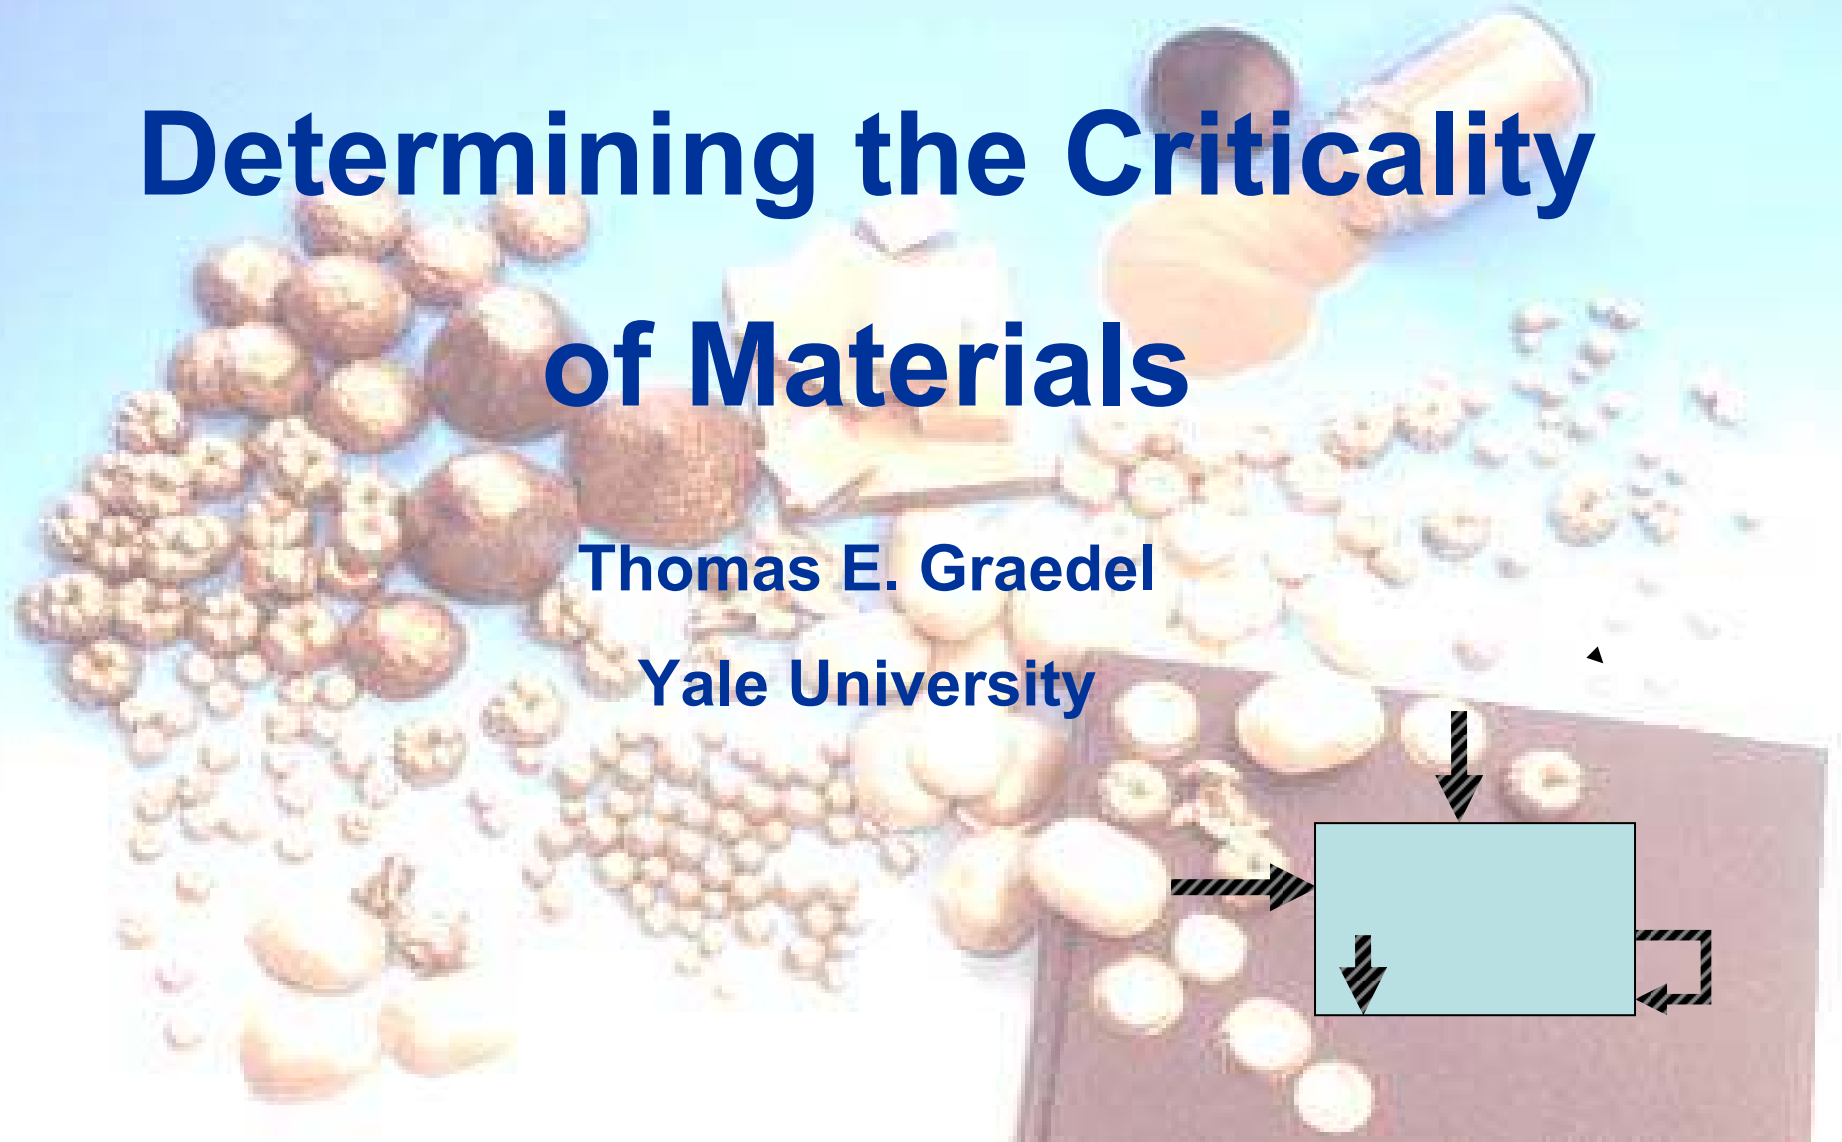 Determining the Criticality
of Materials
Thomas E. Graedel
Yale University